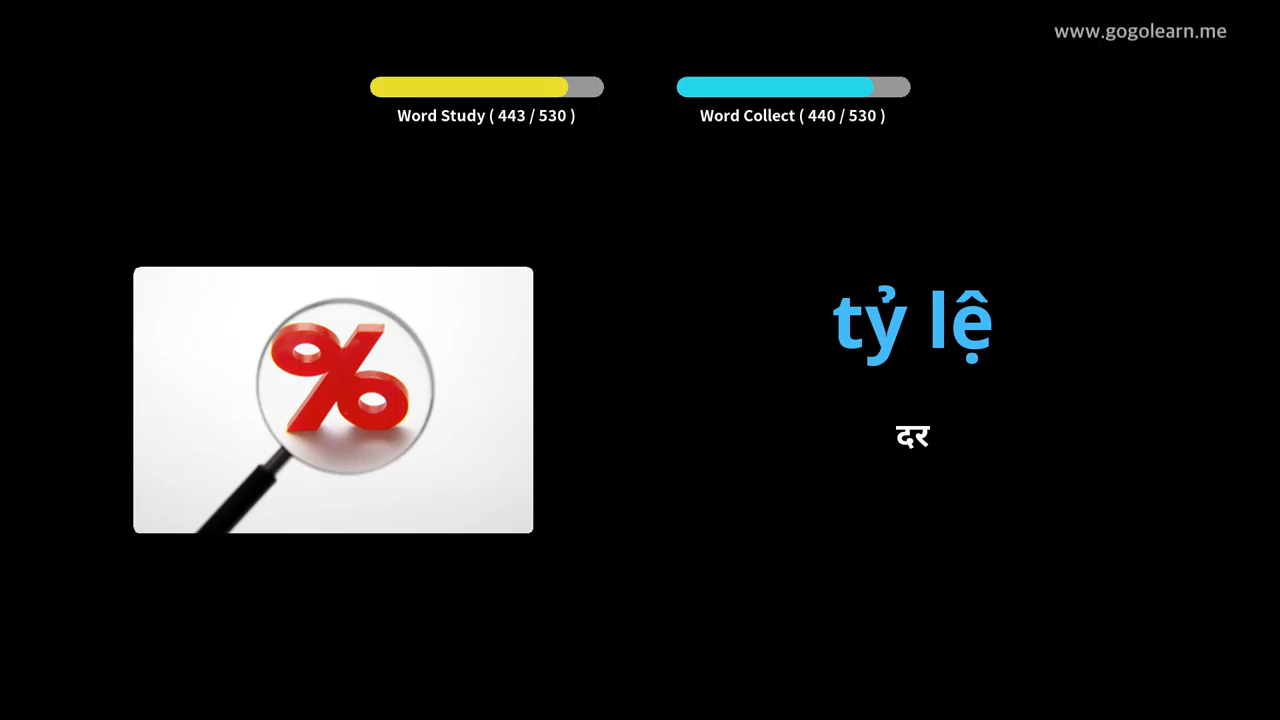 www.gogolearn.me
Word Study ( 443 / 530 )
Word Collect ( 440 / 530 )
%
tỷ lệ
दर